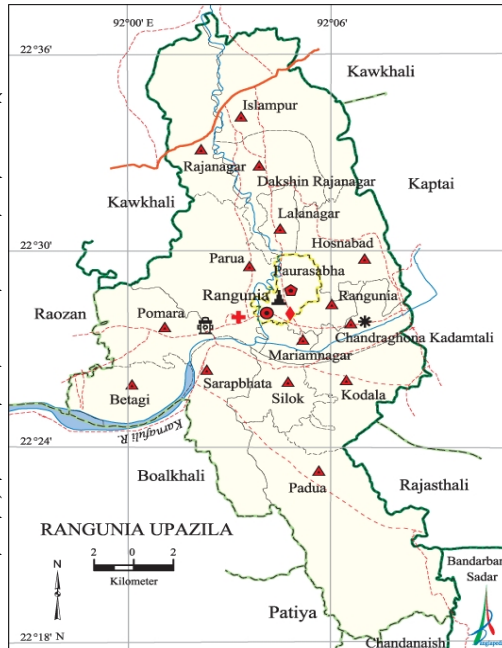 92°00′ E
92°06′
22°36′
Kawkhali
Islampur
Rajanagar
Dakshin Rajanagar
Kaptai
Kawkhali
Lalanagar
22°30′
Hosnabad
Parua
Paurasabha
Rangunia
Rangunia
Raozan
Pomara
Chandraghona Kadamtali
Mariamnagar
Sarapbhata
Betagi
Silok
Kodala
Karnafuli R.
22°24′
Boalkhali
Padua
Rajasthali
RANGUNIA UPAZILA
2 0 2
Kilometer
N
S
Bandarban
Sadar
Patiya
22°18′ N
Chandanaish